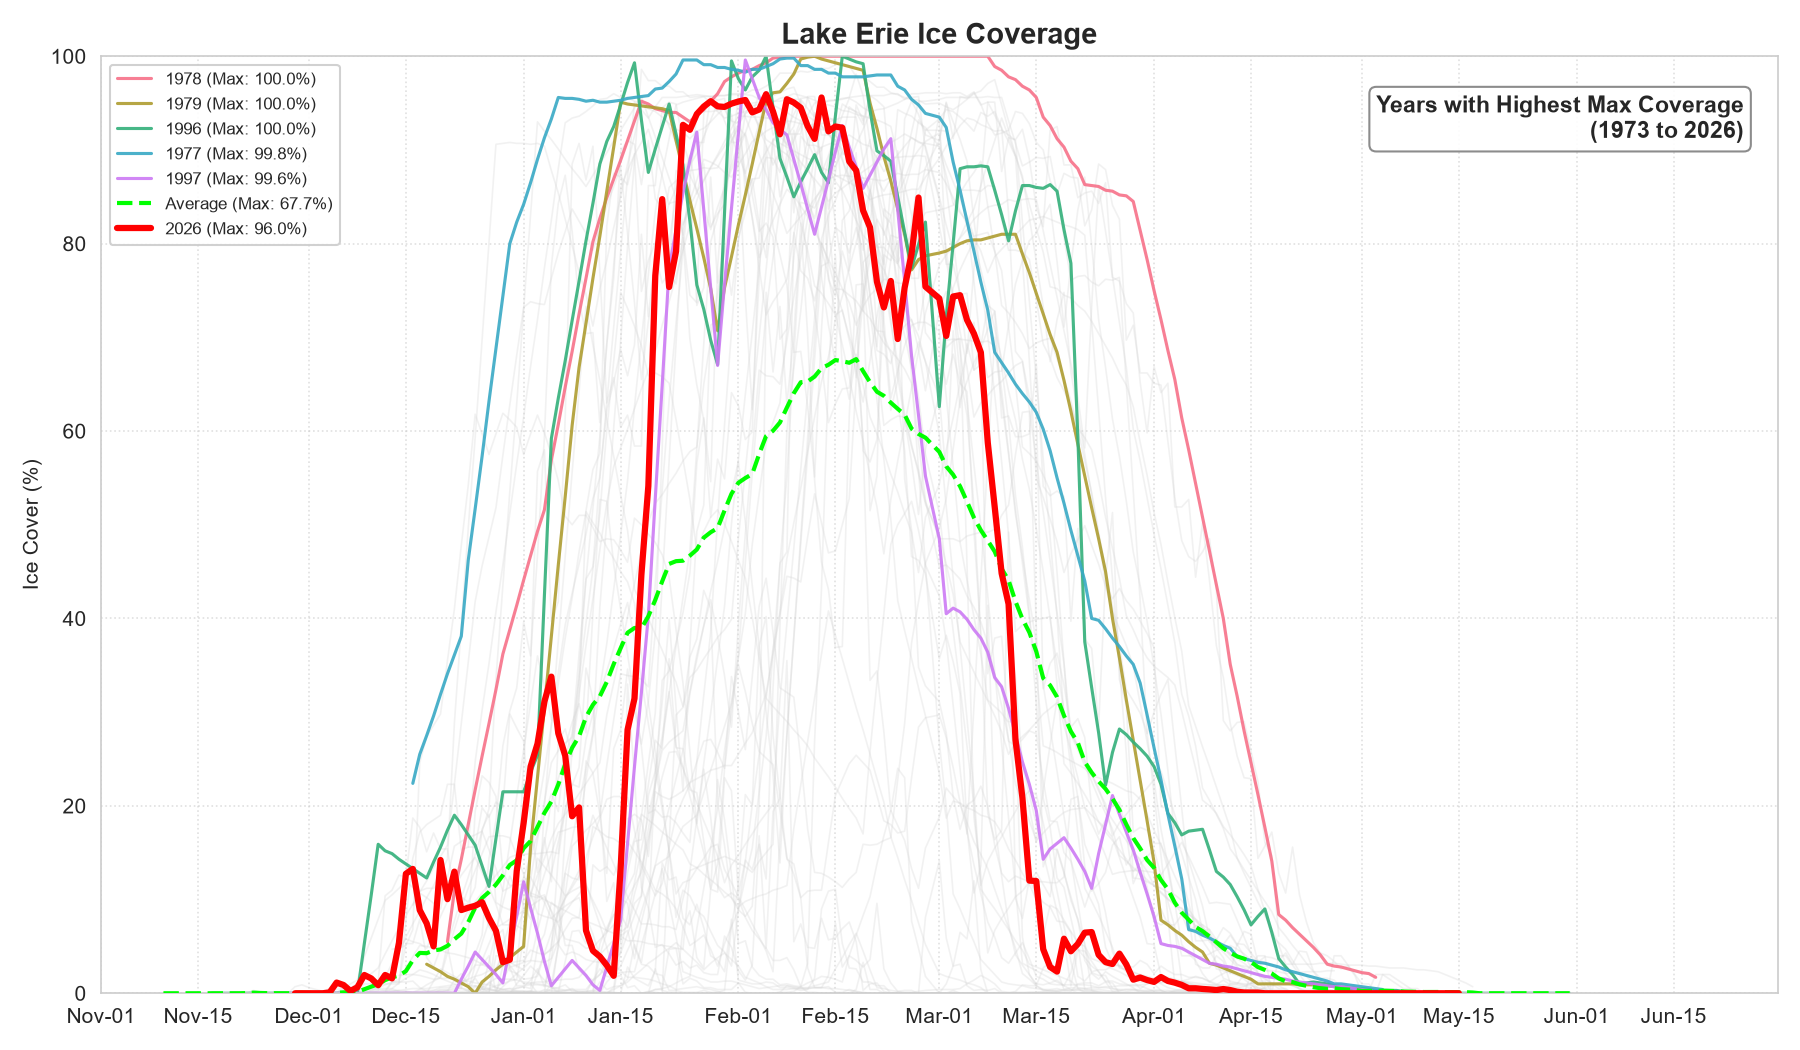 Lake Erie Ice Coverage
1978 (Max: 100.0%)
1979 (Max: 100.0%)
1996 (Max: 100.0%)
1977 (Max: 99.8%)
1997 (Max: 99.6%)
Average (Max: 67.7%)
2026 (Max: 96.0%)
Years with Highest Max Coverage
(1973 to 2026)
Ice Cover (%)
100
80
60
40
20
0
Nov-01 Nov-15 Dec-01 Dec-15 Jan-01 Jan-15 Feb-01 Feb-15 Mar-01 Mar-15 Apr-01 Apr-15 May-01 May-15 Jun-01 Jun-15